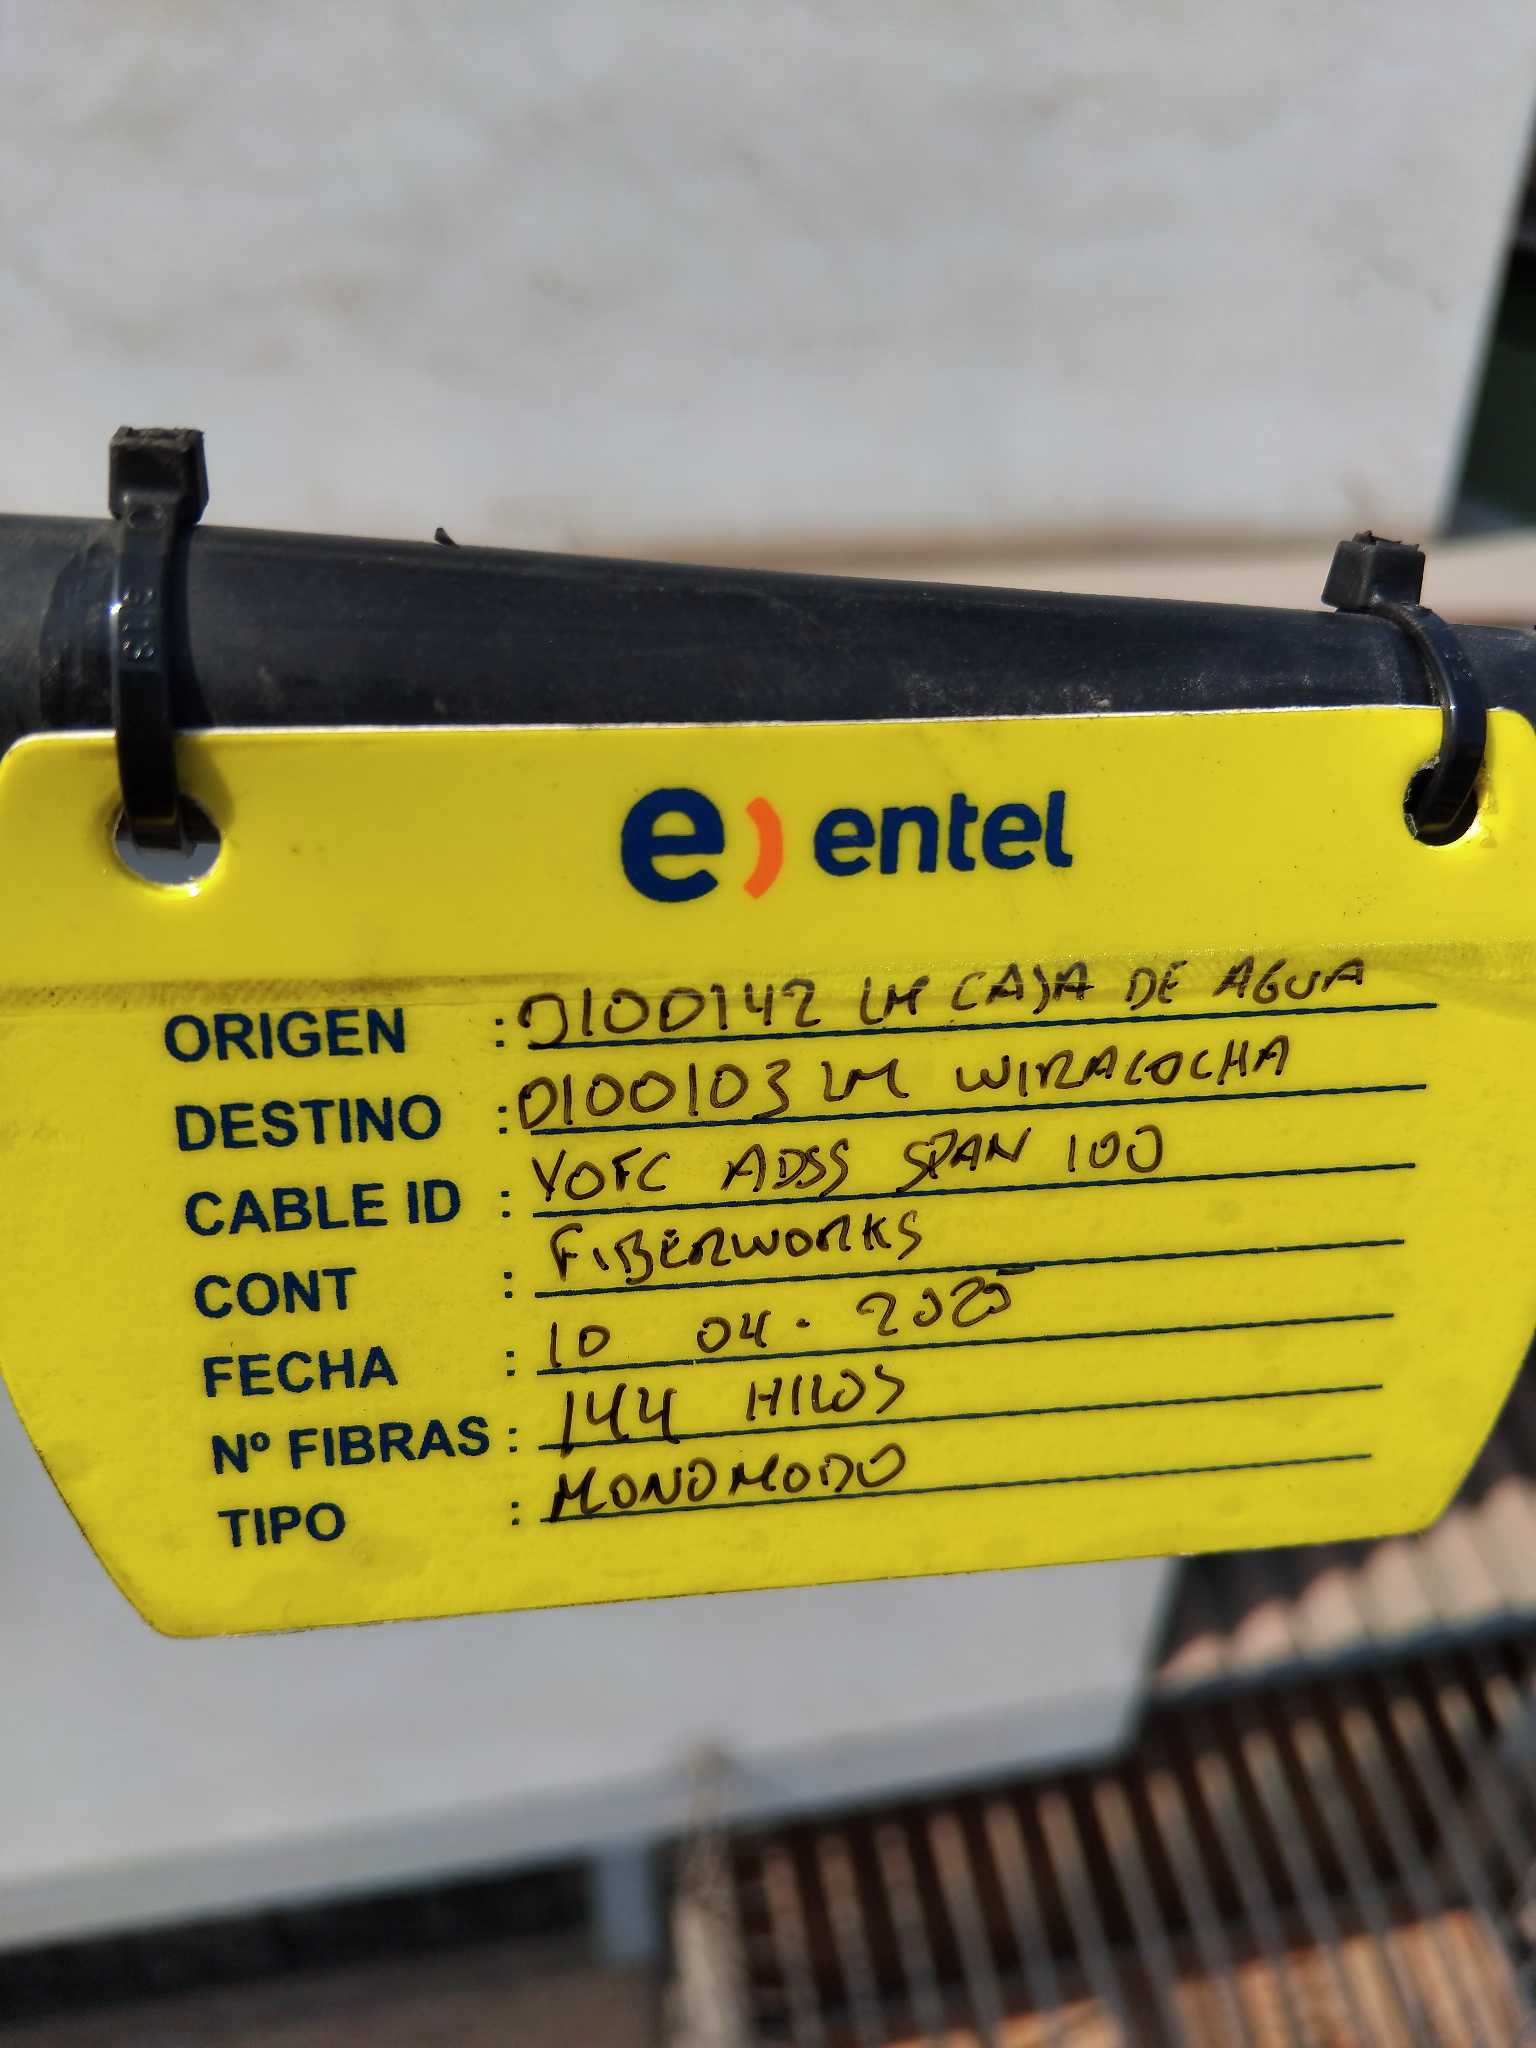 e) entel
ORIGEN : 0100142 LM CAJA DE AGUA
DESTINO : 0100103 LM WIRACOCHA
CABLE ID : YOFC ADSS SPAN 100
CONT : FIBERWORKS
FECHA : 10 04. 2025
Nº FIBRAS : 144 HILOS
TIPO : MONOMODO